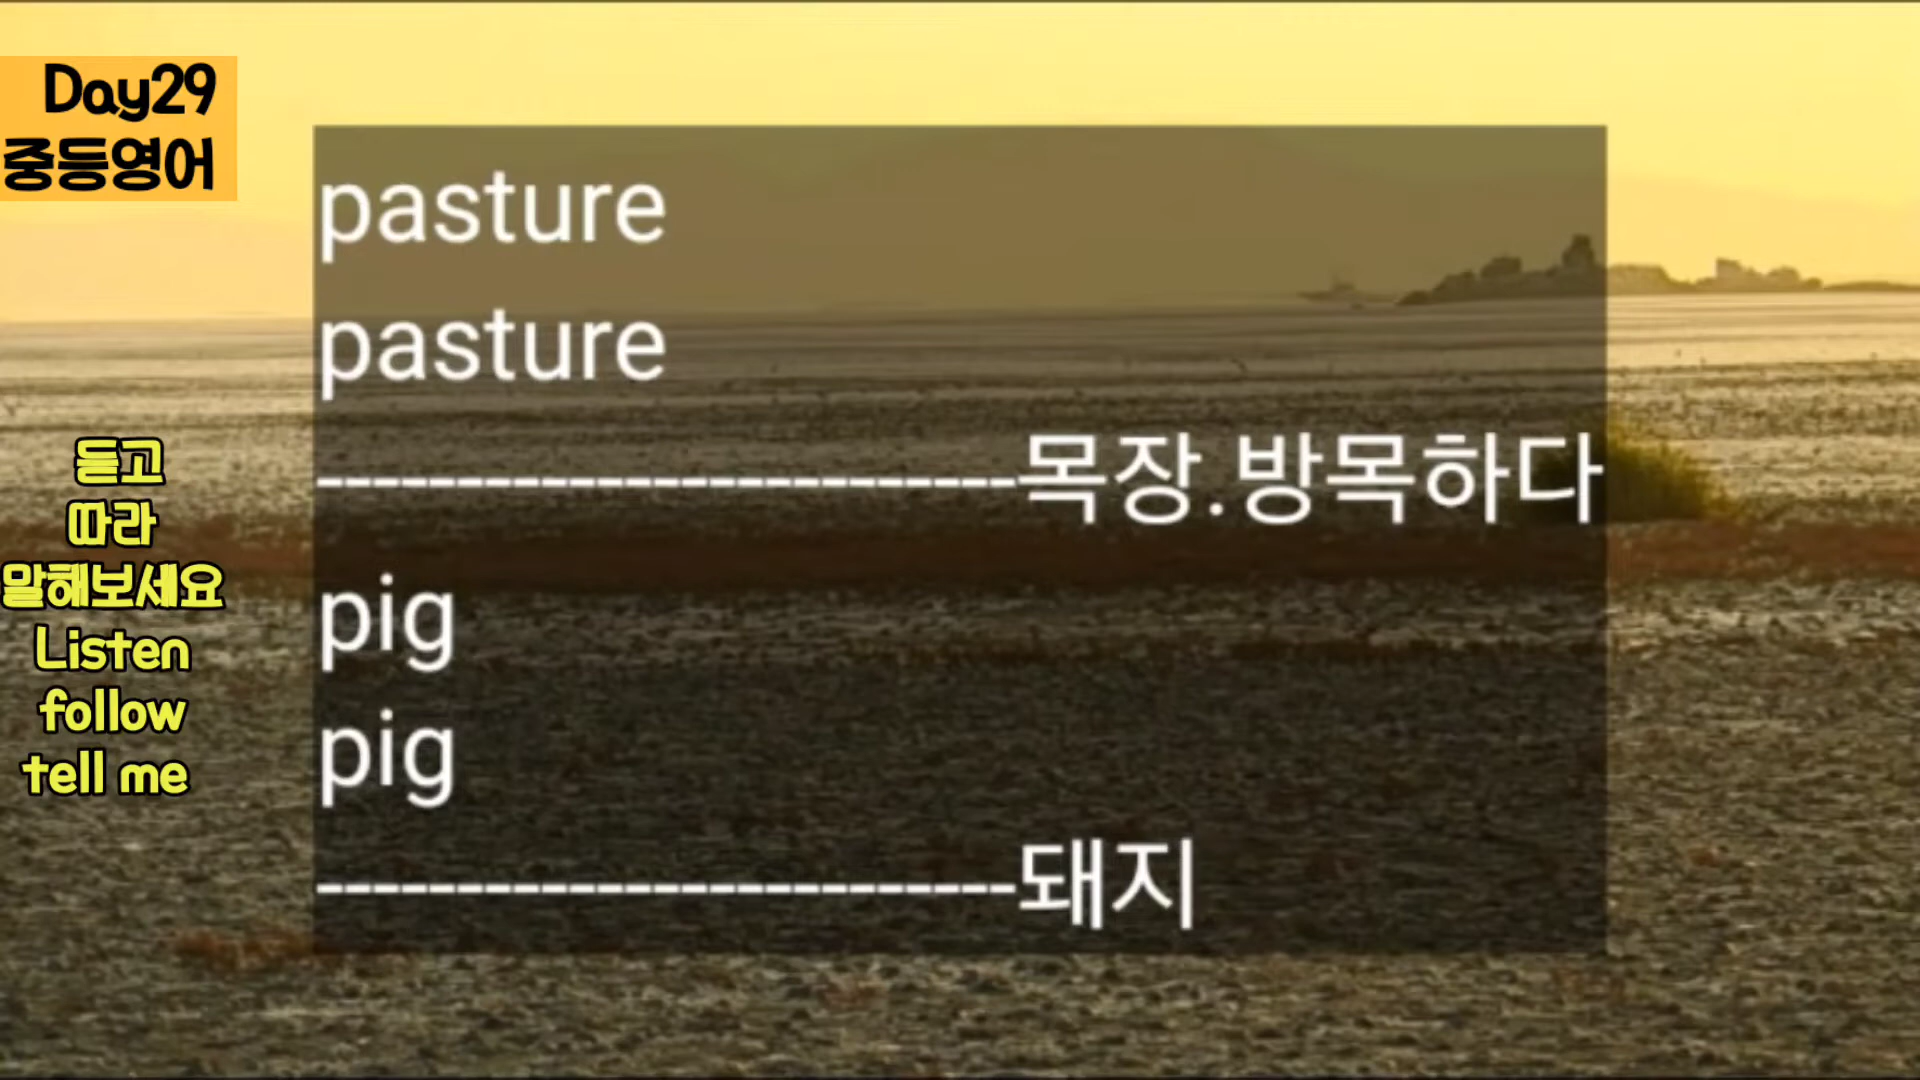 Day29
중등영어
pasture
pasture
-------------------------목장.방목하다
pig
pig
-------------------------돼지
듣고
따라
말해보세요
Listen
follow
tell me